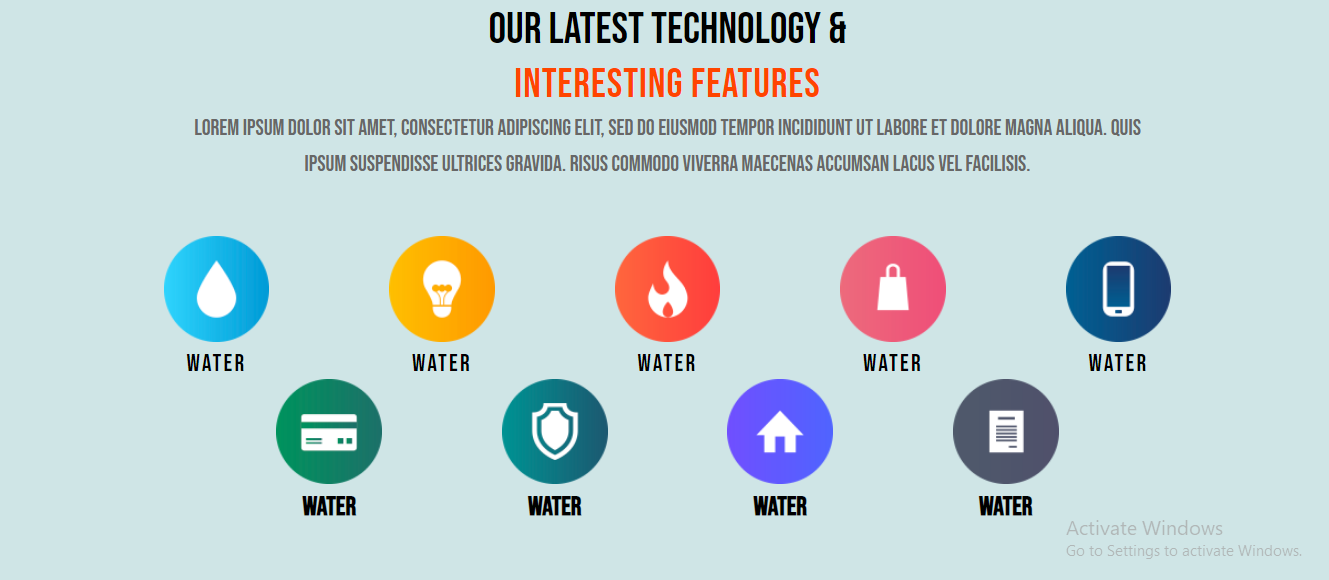 OUR LATEST TECHNOLOGY &
INTERESTING FEATURES
LOREM IPSUM DOLOR SIT AMET, CONSECTETUR ADIPISCING ELIT, SED DO EIUSMOD TEMPOR INCIDIDUNT UT LABORE ET DOLORE MAGNA ALIQUA. QUIS
IPSUM SUSPENDISSE ULTRICES GRAVIDA. RISUS COMMODO VIVERRA MAECENAS ACCUMSAN LACUS VEL FACILISIS.
WATER WATER WATER WATER WATER
WATER WATER WATER WATER
Activate Windows
Go to Settings to activate Windows.